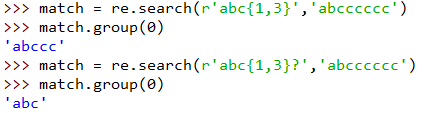 >>> match = re.search(r'abc{1,3}','abcccccc')
>>> match.group(0)
'abccc'
>>> match = re.search(r'abc{1,3}?','abcccccc')
>>> match.group(0)
'abc'